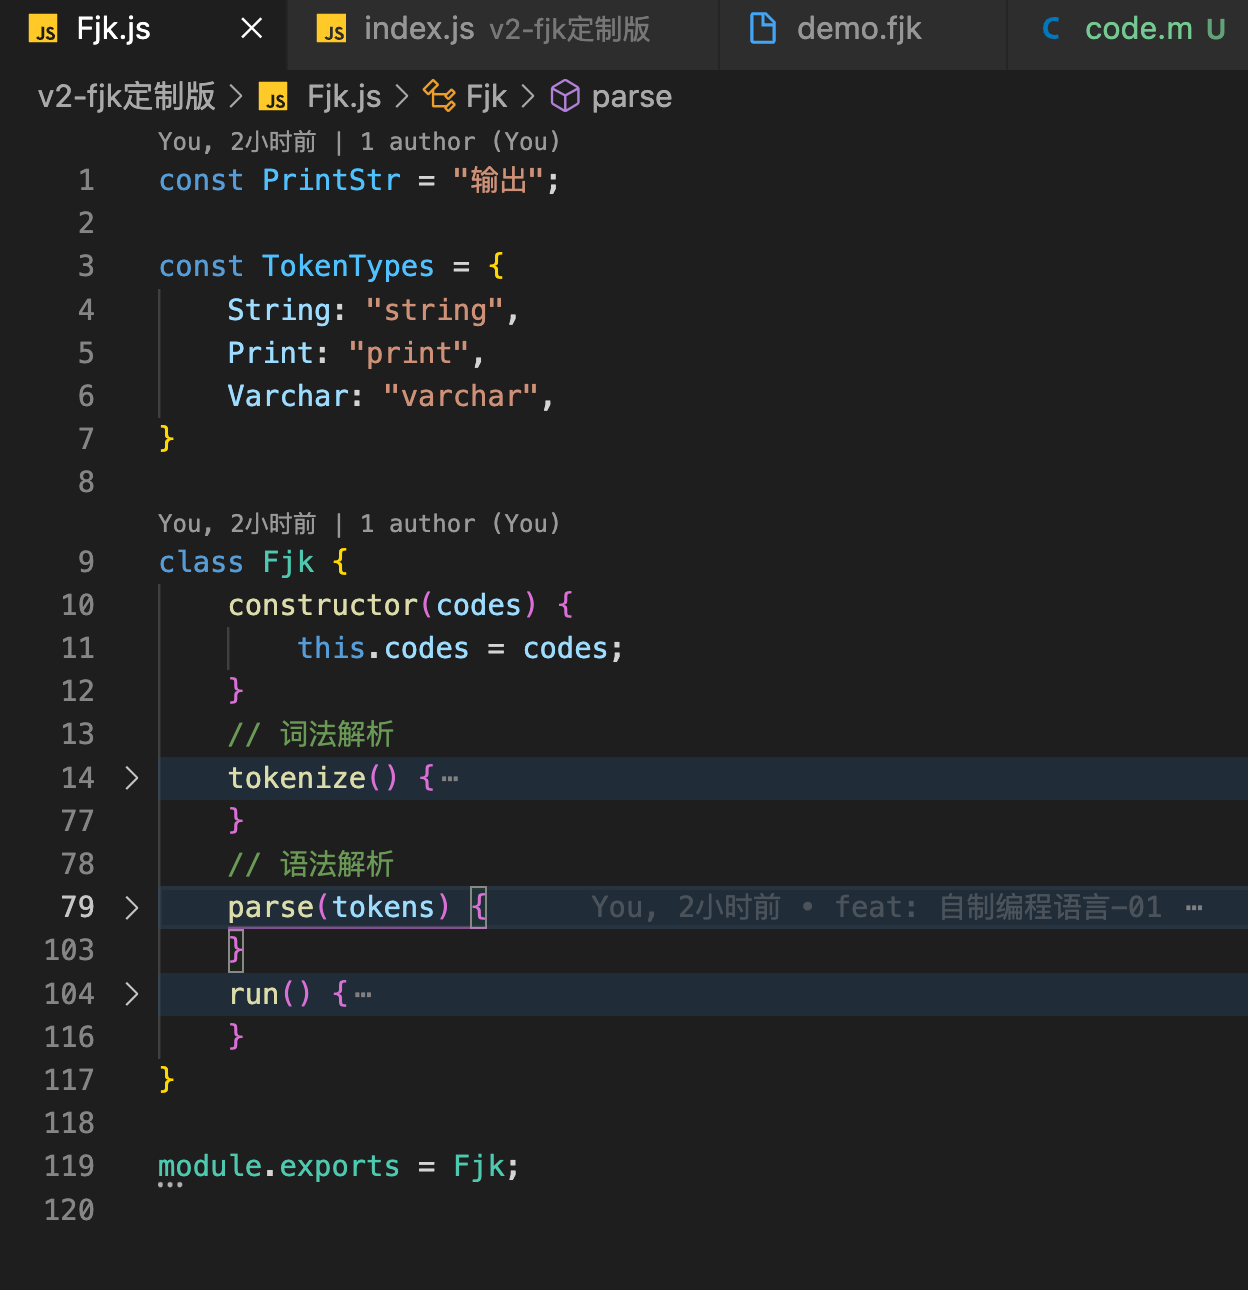 JS Fjk.js × JS index.js v2-fjk定制版 demo.fjk C code.m U
v2-fjk定制版 > JS Fjk.js > Fjk > parse
You, 2小时前 | 1 author (You)
1 const PrintStr = "输出";
2
3 const TokenTypes = {
4 String: "string",
5 Print: "print",
6 Varchar: "varchar",
7 }
8
You, 2小时前 | 1 author (You)
9 class Fjk {
10 constructor(codes) {
11 this.codes = codes;
12 }
13 // 词法解析
14 > tokenize() {⋯
77 }
78 // 语法解析
79 > parse(tokens) { You, 2小时前 • feat: 自制编程语言-01 ⋯
103 }
104 > run() {⋯
116 }
117 }
118
119 module.exports = Fjk;
120